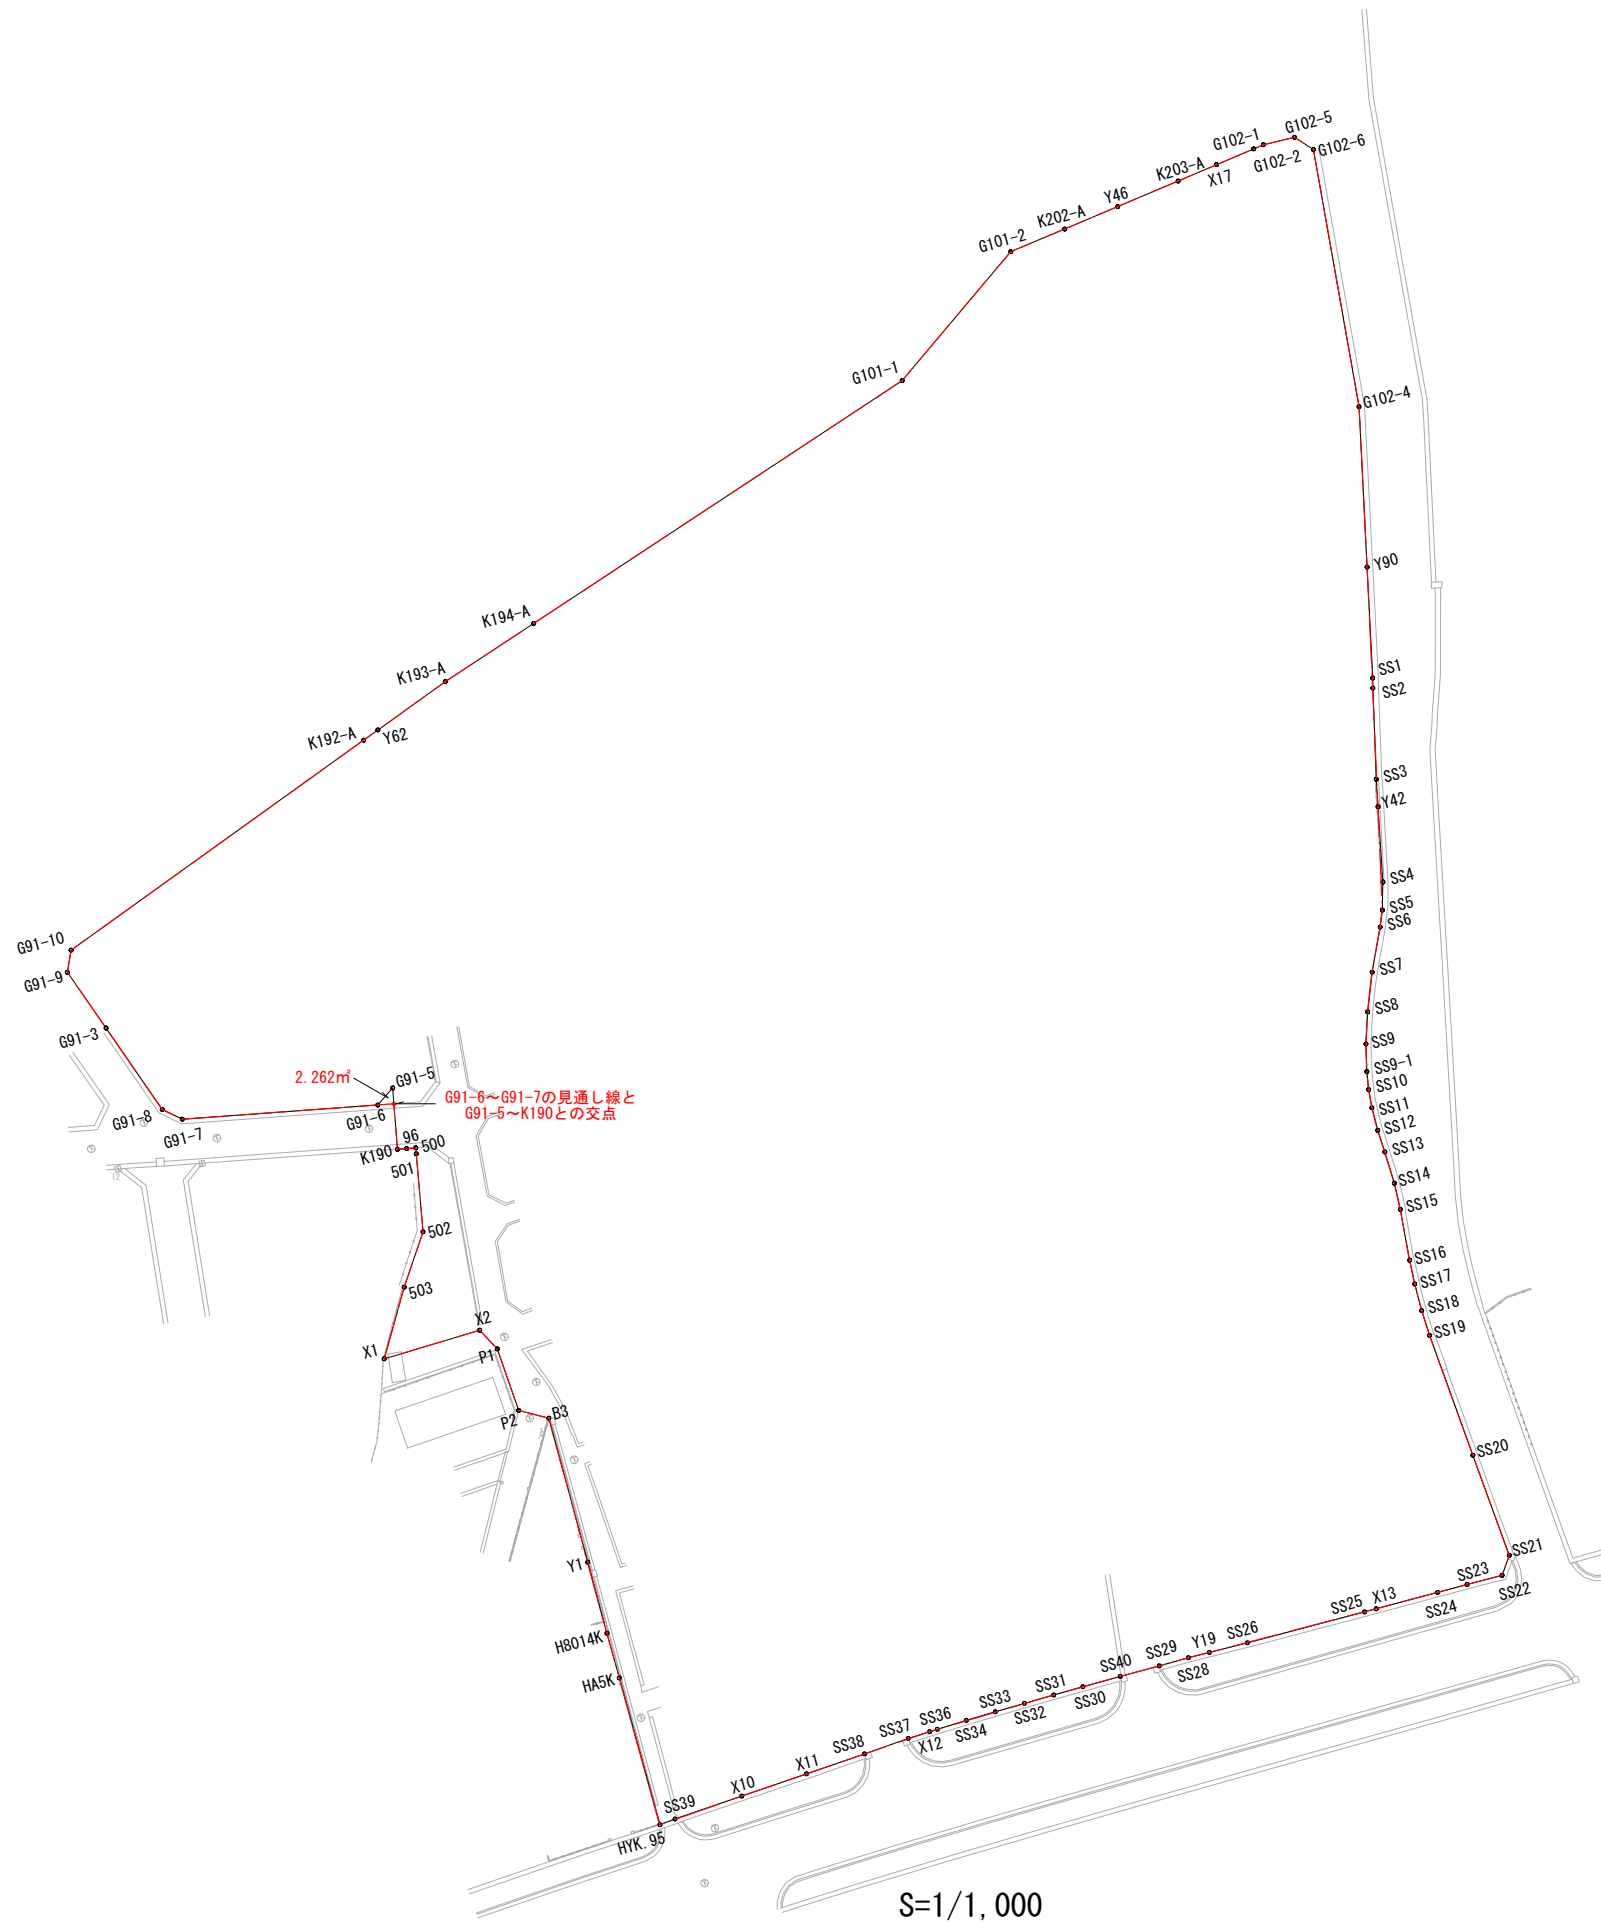 G102-5
G102-1
G102-6
G102-2
K203-A
X17
Y46
K202-A
G101-2
G101-1
G102-4
Y90
K194-A
K193-A
SS1
SS2
K192-A
Y62
SS3
Y42
SS4
SS5
SS6
G91-10
G91-9
SS7
SS8
G91-3
SS9
SS9-1
2.262㎡
G91-5
SS10
G91-6～G91-7の見通し線と
G91-5～K190との交点
SS11
G91-8
G91-6
G91-7
SS12
96
500
K190
501
SS13
12
SS14
SS15
502
SS16
503
SS17
SS18
X2
SS19
X1
P1
P2
B3
SS20
SS21
Y1
SS23
SS22
X13
SS25
SS24
SS26
H8014K
Y19
SS29
SS28
SS40
HA5K
SS31
SS30
SS33
SS32
SS36
SS34
SS37
X12
SS38
X11
X10
SS39
HYK.95
S=1/1,000